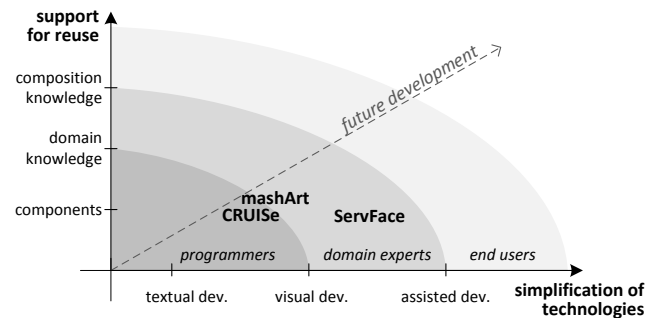 support
for reuse
composition
knowledge
future development
domain
knowledge
mashArt
components
CRUISe
ServFace
programmers
domain experts
end users
textual dev.
visual dev.
assisted dev.
simplification of
technologies